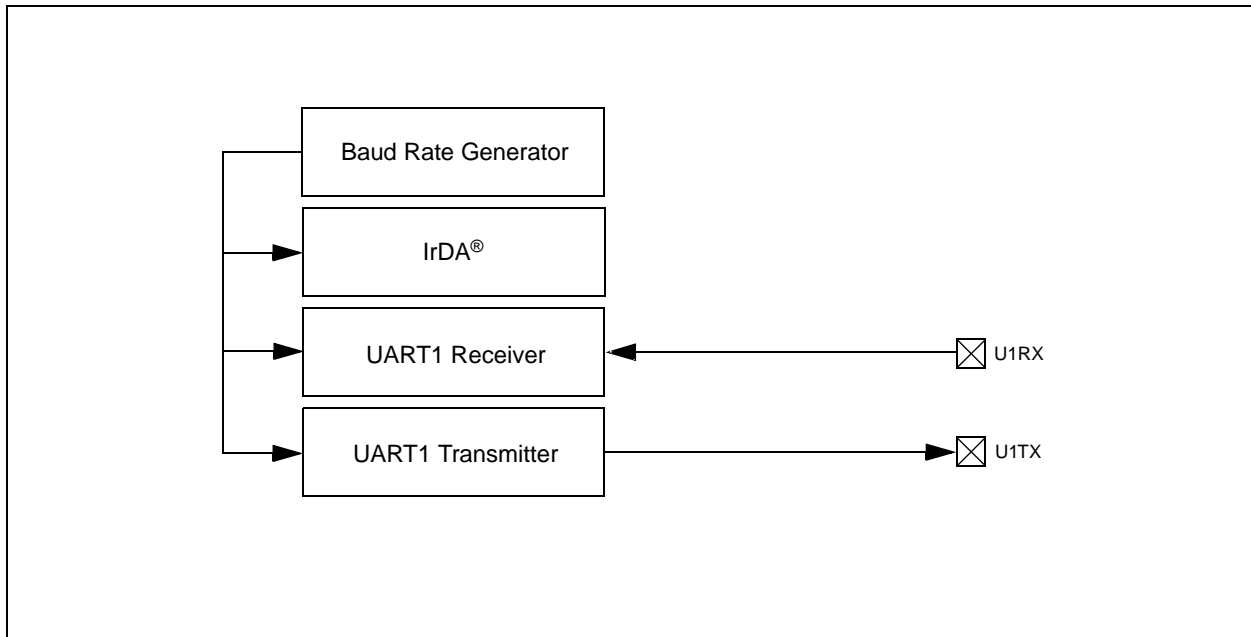 Baud Rate Generator
IrDA®
UART1 Receiver
U1RX
UART1 Transmitter
U1TX